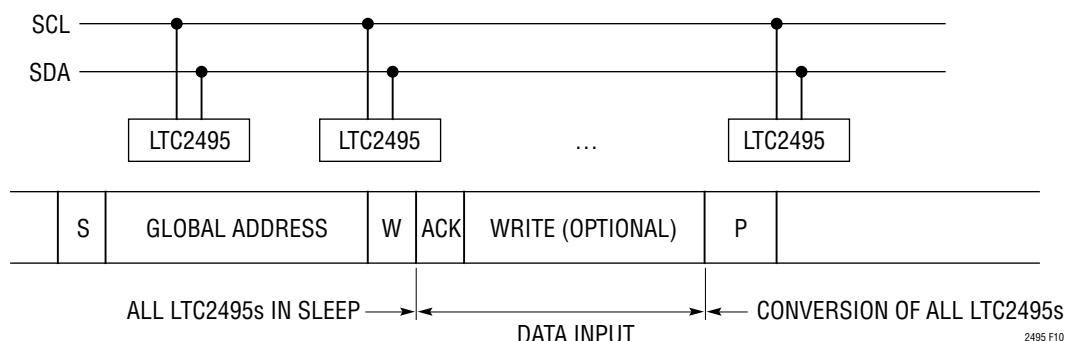 SCL
SDA
LTC2495 LTC2495 … LTC2495
S GLOBAL ADDRESS W ACK WRITE (OPTIONAL) P
ALL LTC2495s IN SLEEP DATA INPUT CONVERSION OF ALL LTC2495s
2495 F10